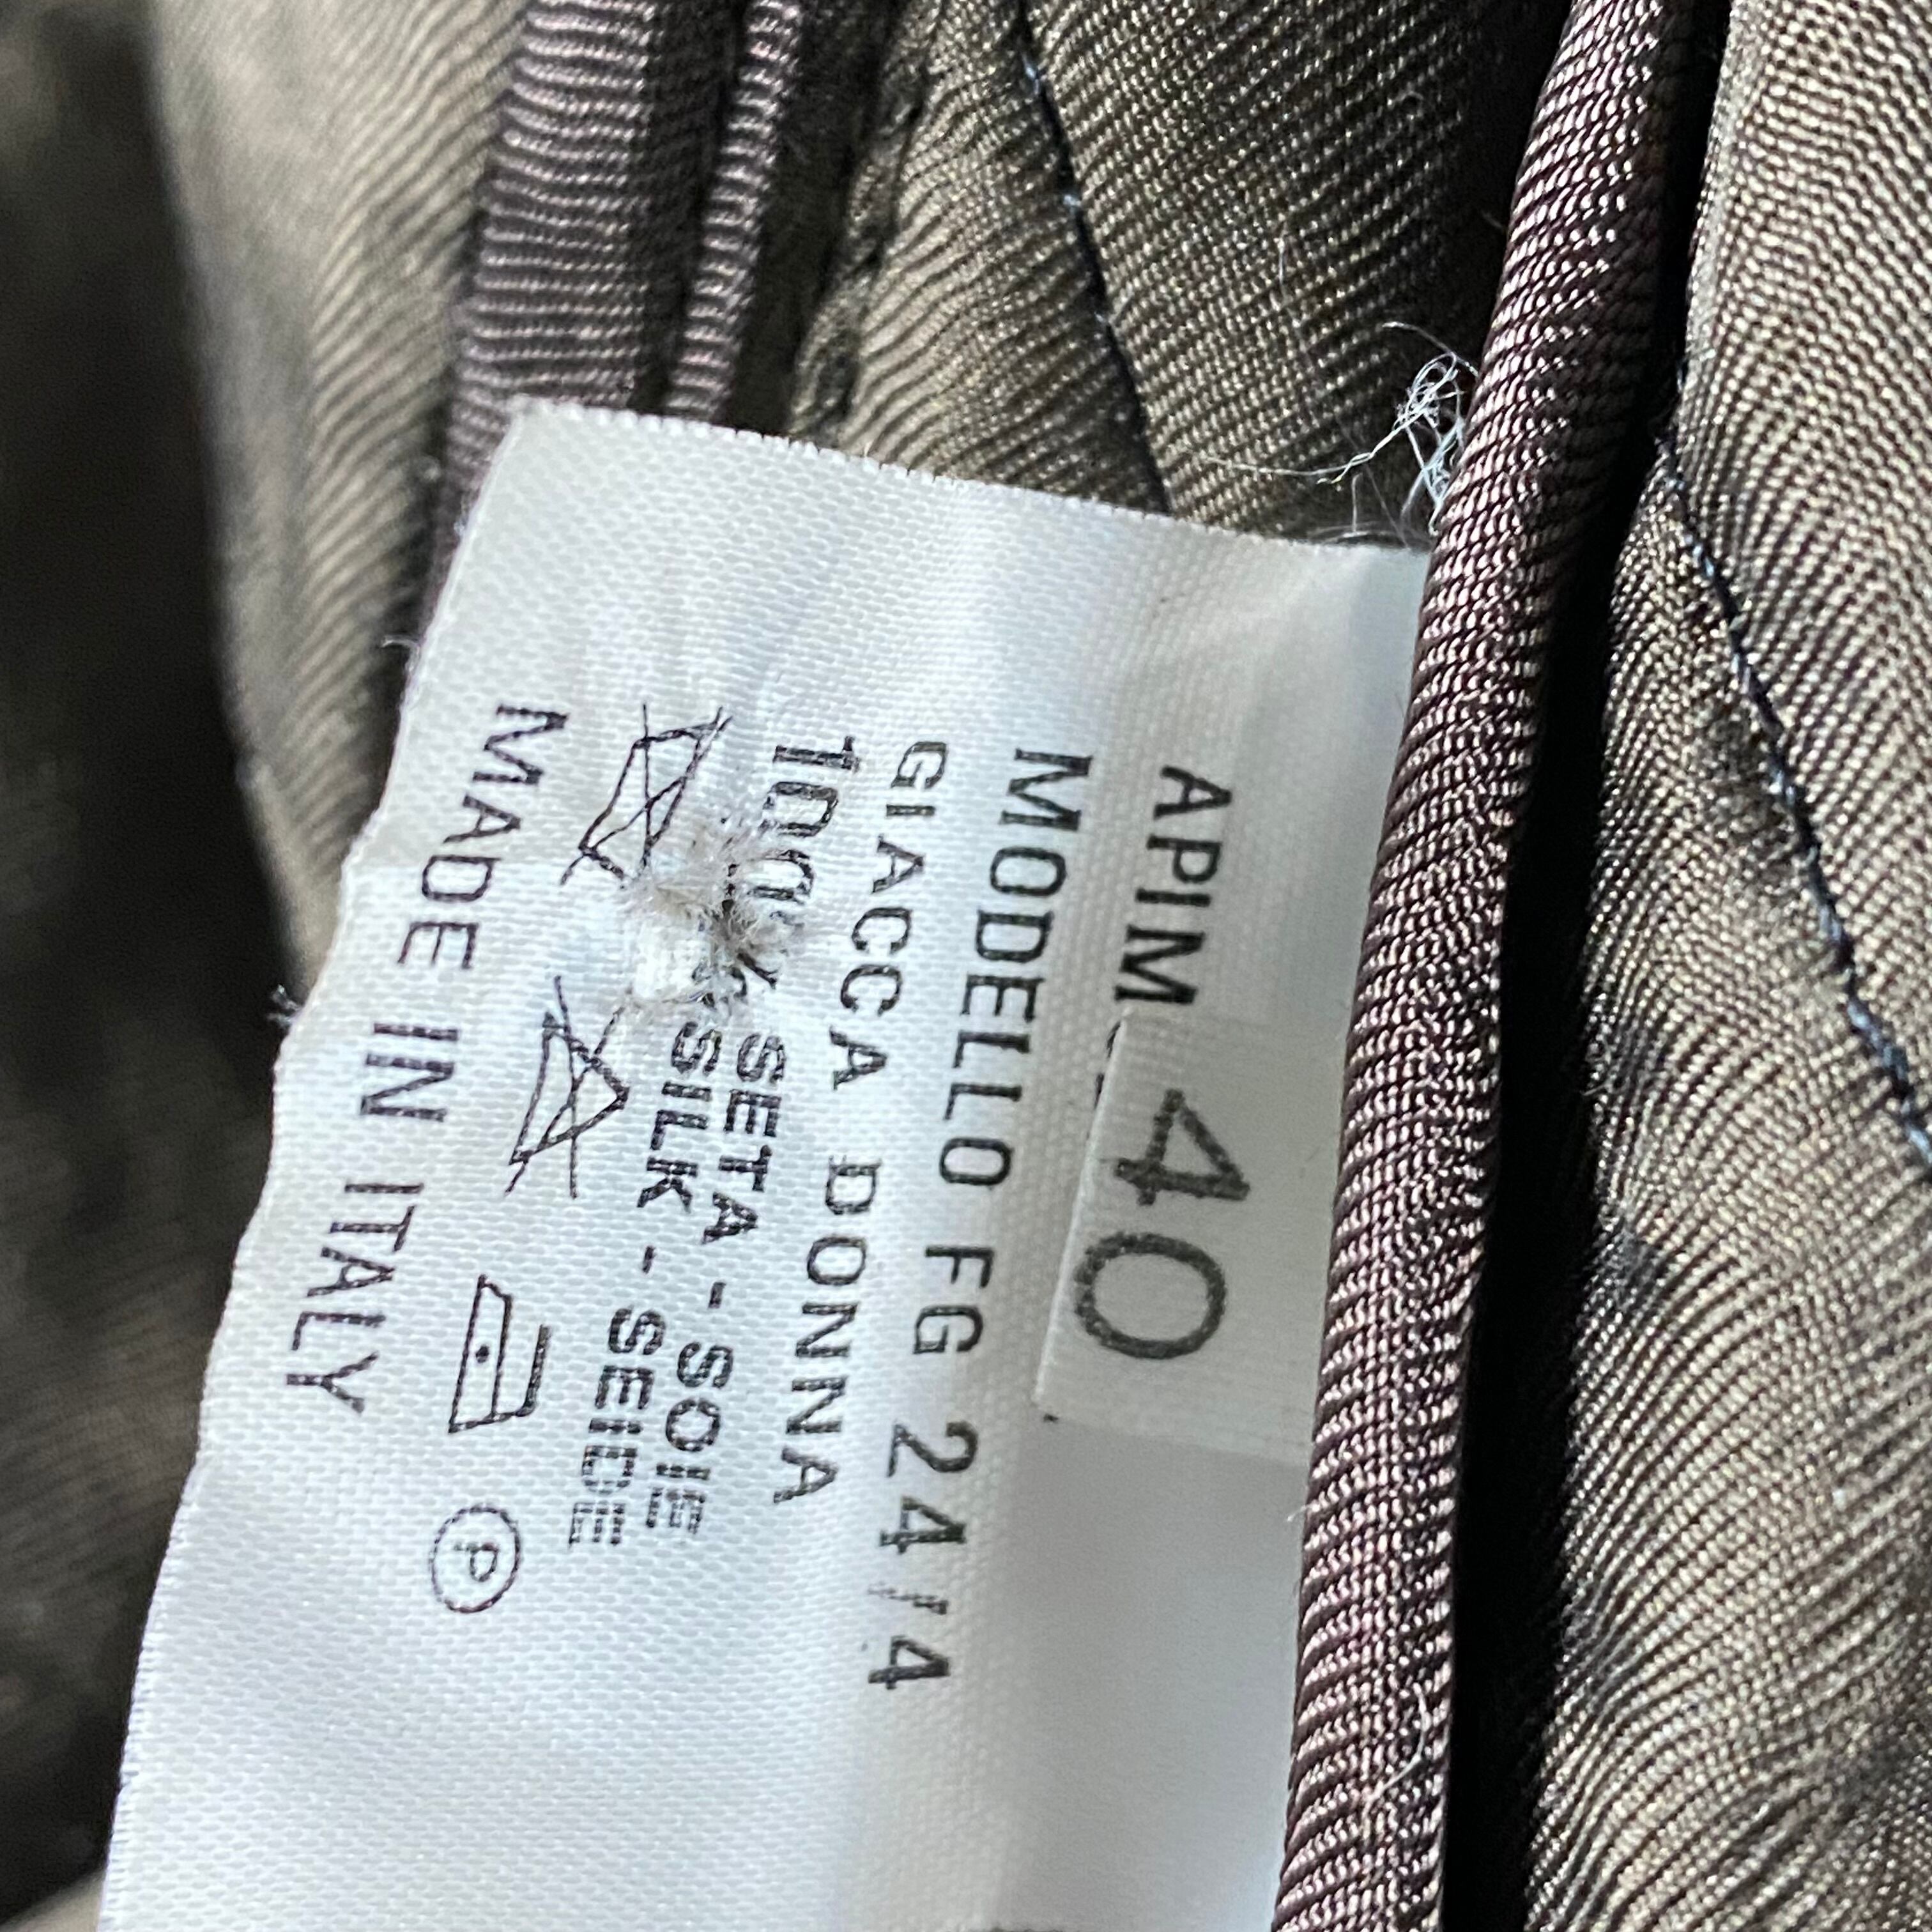 APIM 40
MODELLO FG 24/4
GIACCA DONNA
100% SETA - SOIE
SILK - SEIDE
P
MADE IN ITALY